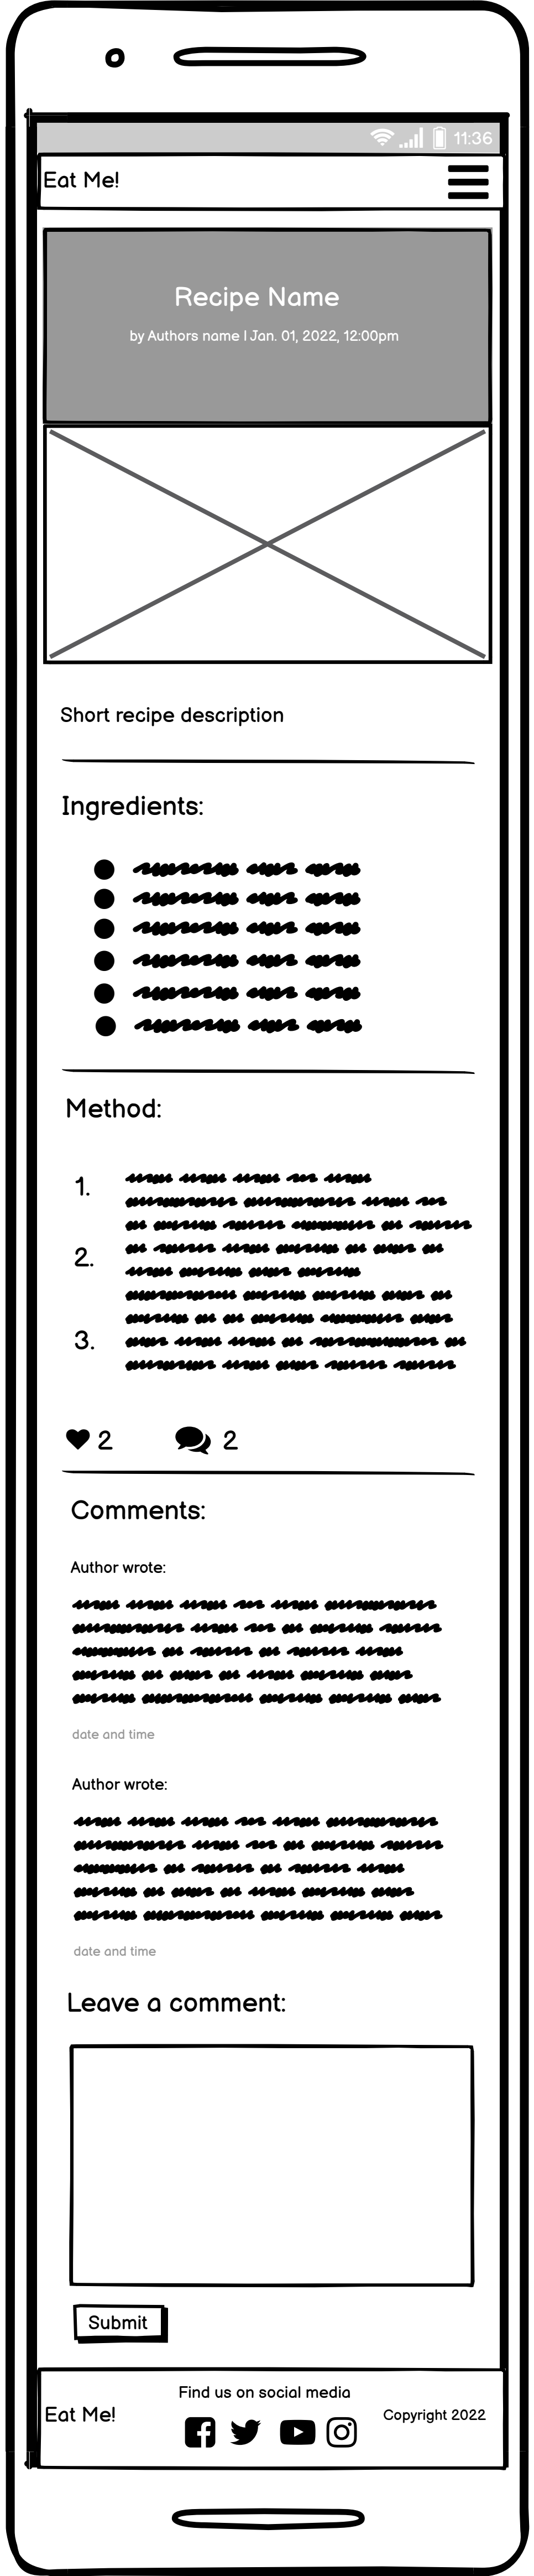 11:36
Eat Me!
Recipe Name
by Authors name | Jan. 01, 2022, 12:00pm
Short recipe description
Ingredients:
Method:
1.
2.
3.
2 2
Comments:
Author wrote:
date and time
Author wrote:
date and time
Leave a comment:
Submit
Find us on social media
Eat Me!
Copyright 2022